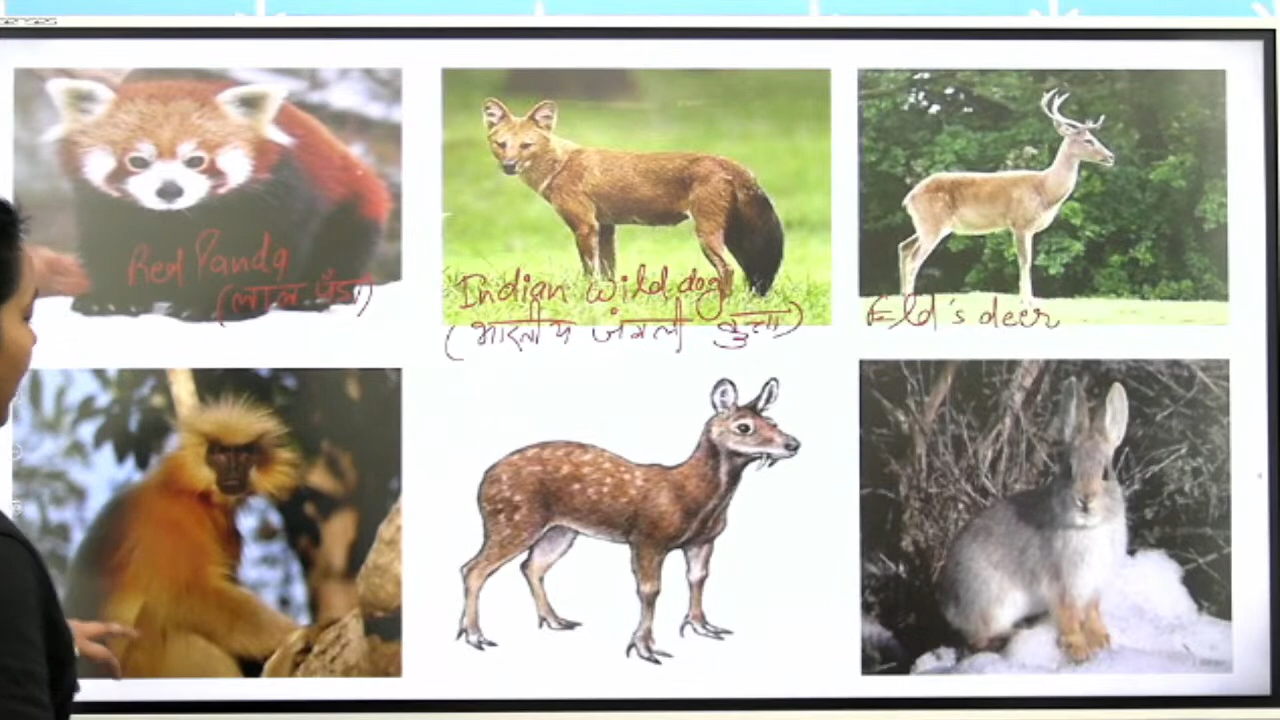 Red Panda
(लाल पंडा)
Indian wild dog
(भारतीय जंगली कुत्ता)
Eld's deer